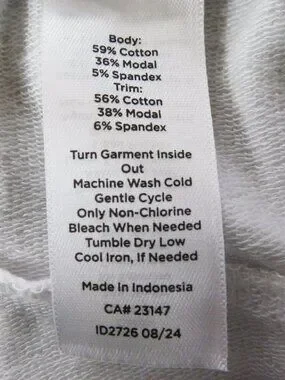 Body:
59% Cotton
36% Modal
5% Spandex
Trim:
56% Cotton
38% Modal
6% Spandex
Turn Garment Inside
Out
Machine Wash Cold
Gentle Cycle
Only Non-Chlorine
Bleach When Needed
Tumble Dry Low
Cool Iron, If Needed
Made in Indonesia
CA# 23147
ID2726 08/24